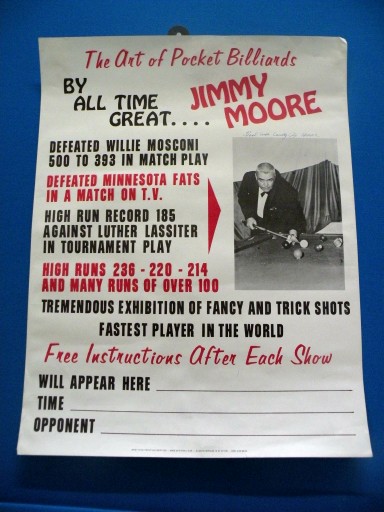 The Art of Pocket Billiards
BY
ALL TIME
GREAT....
JIMMY
MOORE
DEFEATED WILLIE MOSCONI
500 TO 393 IN MATCH PLAY
DEFEATED MINNESOTA FATS
IN A MATCH ON T.V.
HIGH RUN RECORD 185
AGAINST LUTHER LASSITER
IN TOURNAMENT PLAY
HIGH RUNS 236 - 220 - 214
AND MANY RUNS OF OVER 100
TREMENDOUS EXHIBITION OF FANCY AND TRICK SHOTS
FASTEST PLAYER IN THE WORLD
Free Instructions After Each Show
WILL APPEAR HERE
TIME
OPPONENT